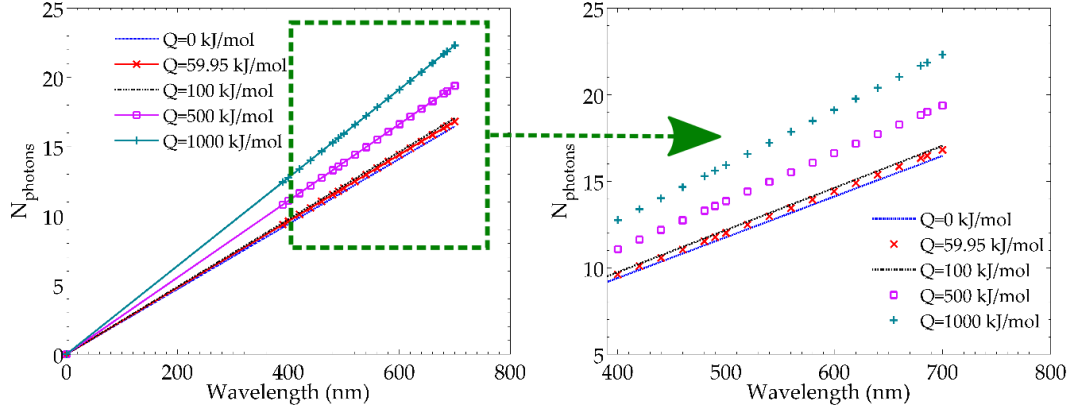 25
20
15
10
5
0
N_photons
Q=0 kJ/mol
Q=59.95 kJ/mol
Q=100 kJ/mol
Q=500 kJ/mol
Q=1000 kJ/mol
0 200 400 600 800
Wavelength (nm)
25
20
15
10
5
N_photons
Q=0 kJ/mol
Q=59.95 kJ/mol
Q=100 kJ/mol
Q=500 kJ/mol
Q=1000 kJ/mol
400 500 600 700 800
Wavelength (nm)